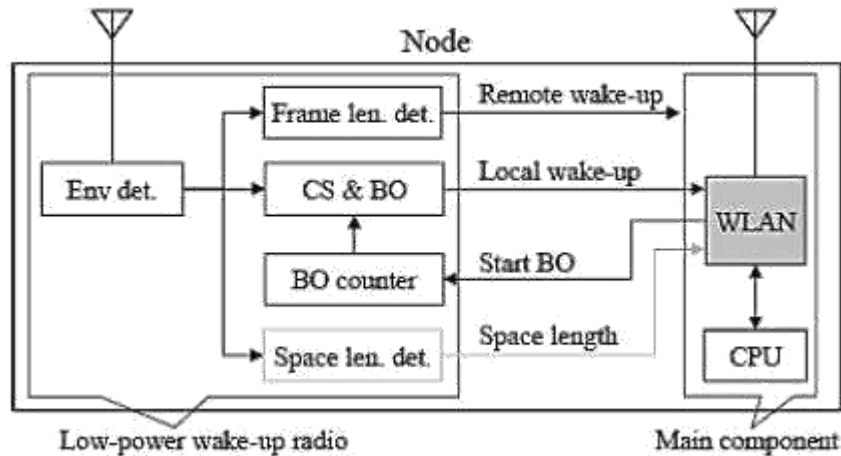 Node
Frame len. det.
Remote wake-up
Env det.
CS & BO
Local wake-up
WLAN
BO counter
Start BO
Space len. det.
Space length
CPU
Low-power wake-up radio
Main component